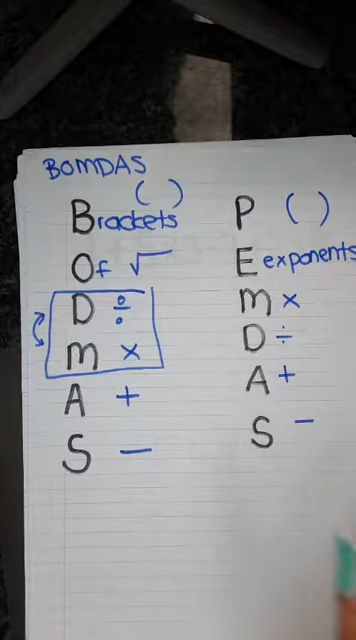 BOMDAS
Brackets ( )
Of √
D ÷
M ×
A +
S −
P ( )
E exponents
M ×
D ÷
A +
S −